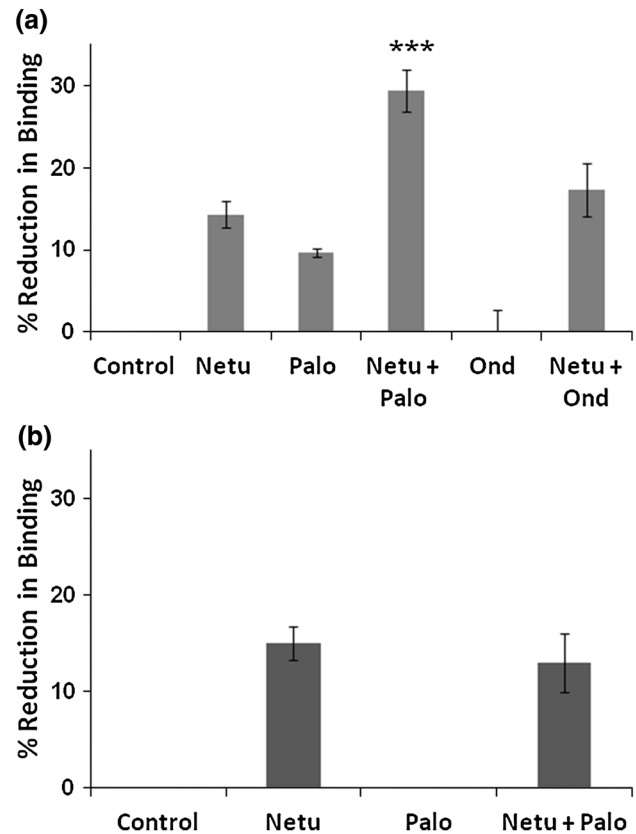 (a)
% Reduction in Binding
30
20
10
0
***
Control Netu Palo Netu + Palo Ond Netu + Ond
(b)
% Reduction in Binding
30
20
10
0
Control Netu Palo Netu + Palo